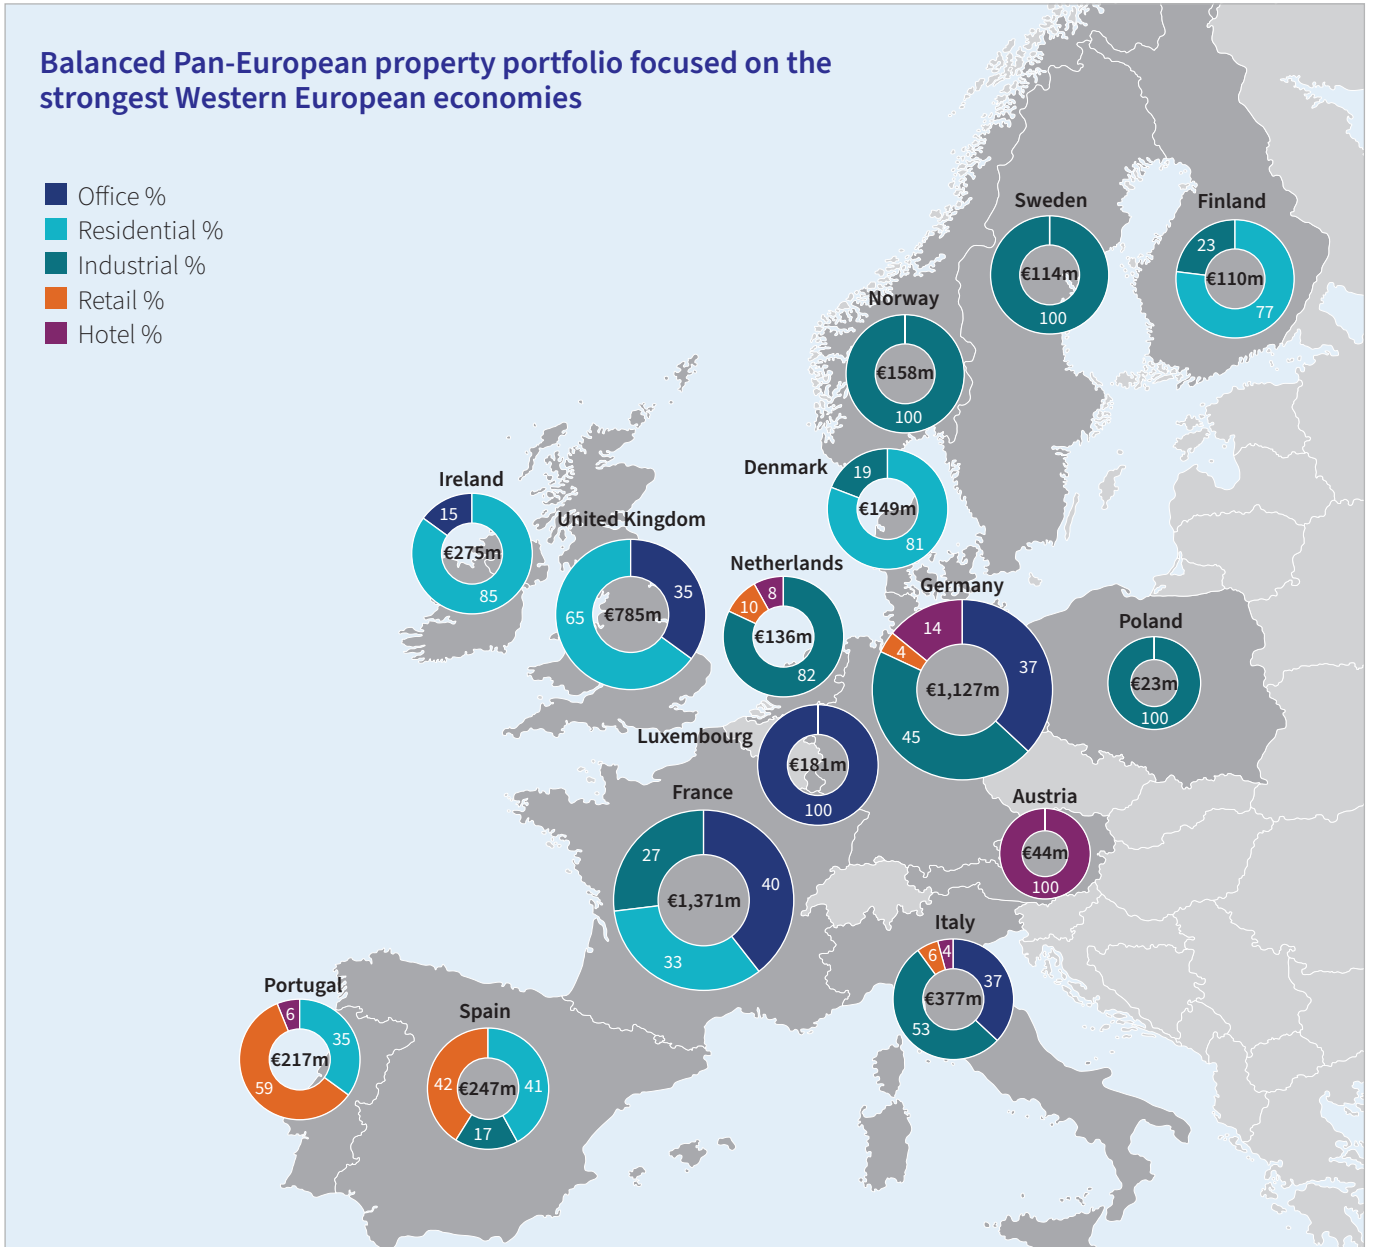 Balanced Pan-European property portfolio focused on the
strongest Western European economies
Office %
Residential %
Industrial %
Retail %
Hotel %
Sweden
€114m
100
Finland
23
€110m
77
Norway
€158m
100
Denmark
19
€149m
81
Ireland
15
€275m
85
United Kingdom
35
€785m
65
Netherlands
10
8
€136m
82
Germany
14
4
37
€1,127m
45
Poland
€23m
100
Luxembourg
€181m
100
France
27
40
€1,371m
33
Austria
€44m
100
Italy
6
4
37
€377m
53
Portugal
6
35
€217m
59
Spain
42
€247m
41
17